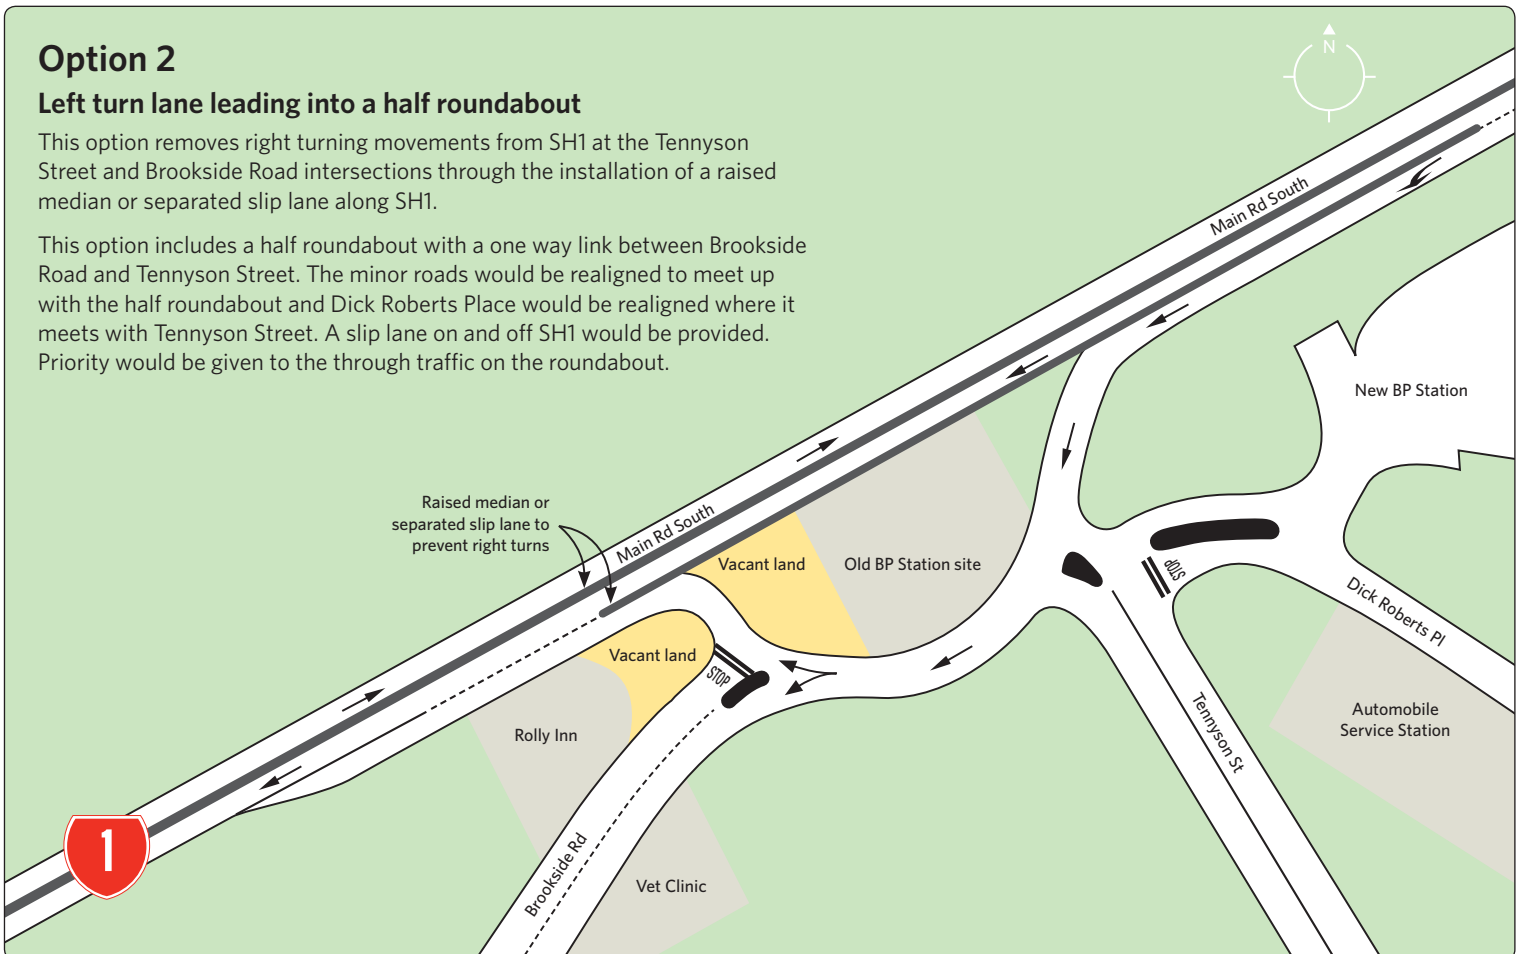 Option 2
Left turn lane leading into a half roundabout
This option removes right turning movements from SH1 at the Tennyson
Street and Brookside Road intersections through the installation of a raised
median or separated slip lane along SH1.
This option includes a half roundabout with a one way link between Brookside
Road and Tennyson Street. The minor roads would be realigned to meet up
with the half roundabout and Dick Roberts Place would be realigned where it
meets with Tennyson Street. A slip lane on and off SH1 would be provided.
Priority would be given to the through traffic on the roundabout.
N
Main Rd South
New BP Station
Raised median or
separated slip lane to
prevent right turns
Main Rd South
Vacant land
Old BP Station site
STOP
Dick Roberts Pl
Vacant land
STOP
Rolly Inn
Tennyson St
Automobile
Service Station
1
Brookside Rd
Vet Clinic